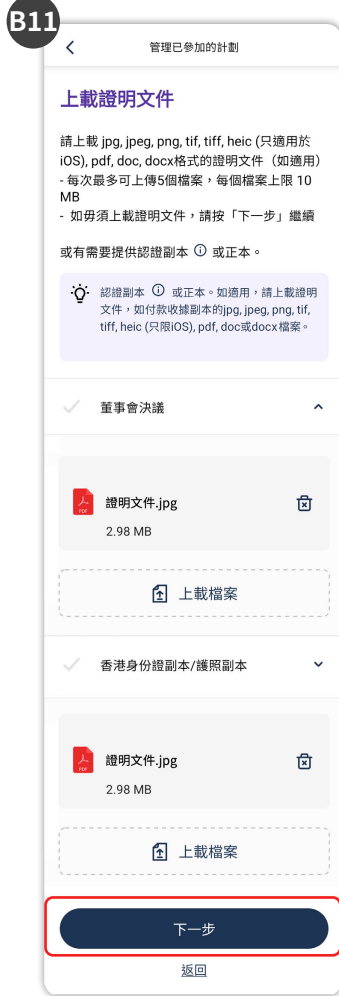 B11
管理已參加的計劃
上載證明文件
請上載 jpg, jpeg, png, tif, tiff, heic (只適用於
iOS), pdf, doc, docx格式的證明文件（如適用）
- 每次最多可上傳5個檔案，每個檔案上限 10
MB
- 如毋須上載證明文件，請按「下一步」繼續
或有需要提供認證副本 ⓘ 或正本。
認證副本 ⓘ 或正本。如適用，請上載證明
文件，如付款收據副本的jpg, jpeg, png, tif,
tiff, heic (只限iOS), pdf, doc或docx檔案。
董事會決議
PDF
證明文件.jpg
2.98 MB
上載檔案
香港身份證副本/護照副本
PDF
證明文件.jpg
2.98 MB
上載檔案
下一步
返回